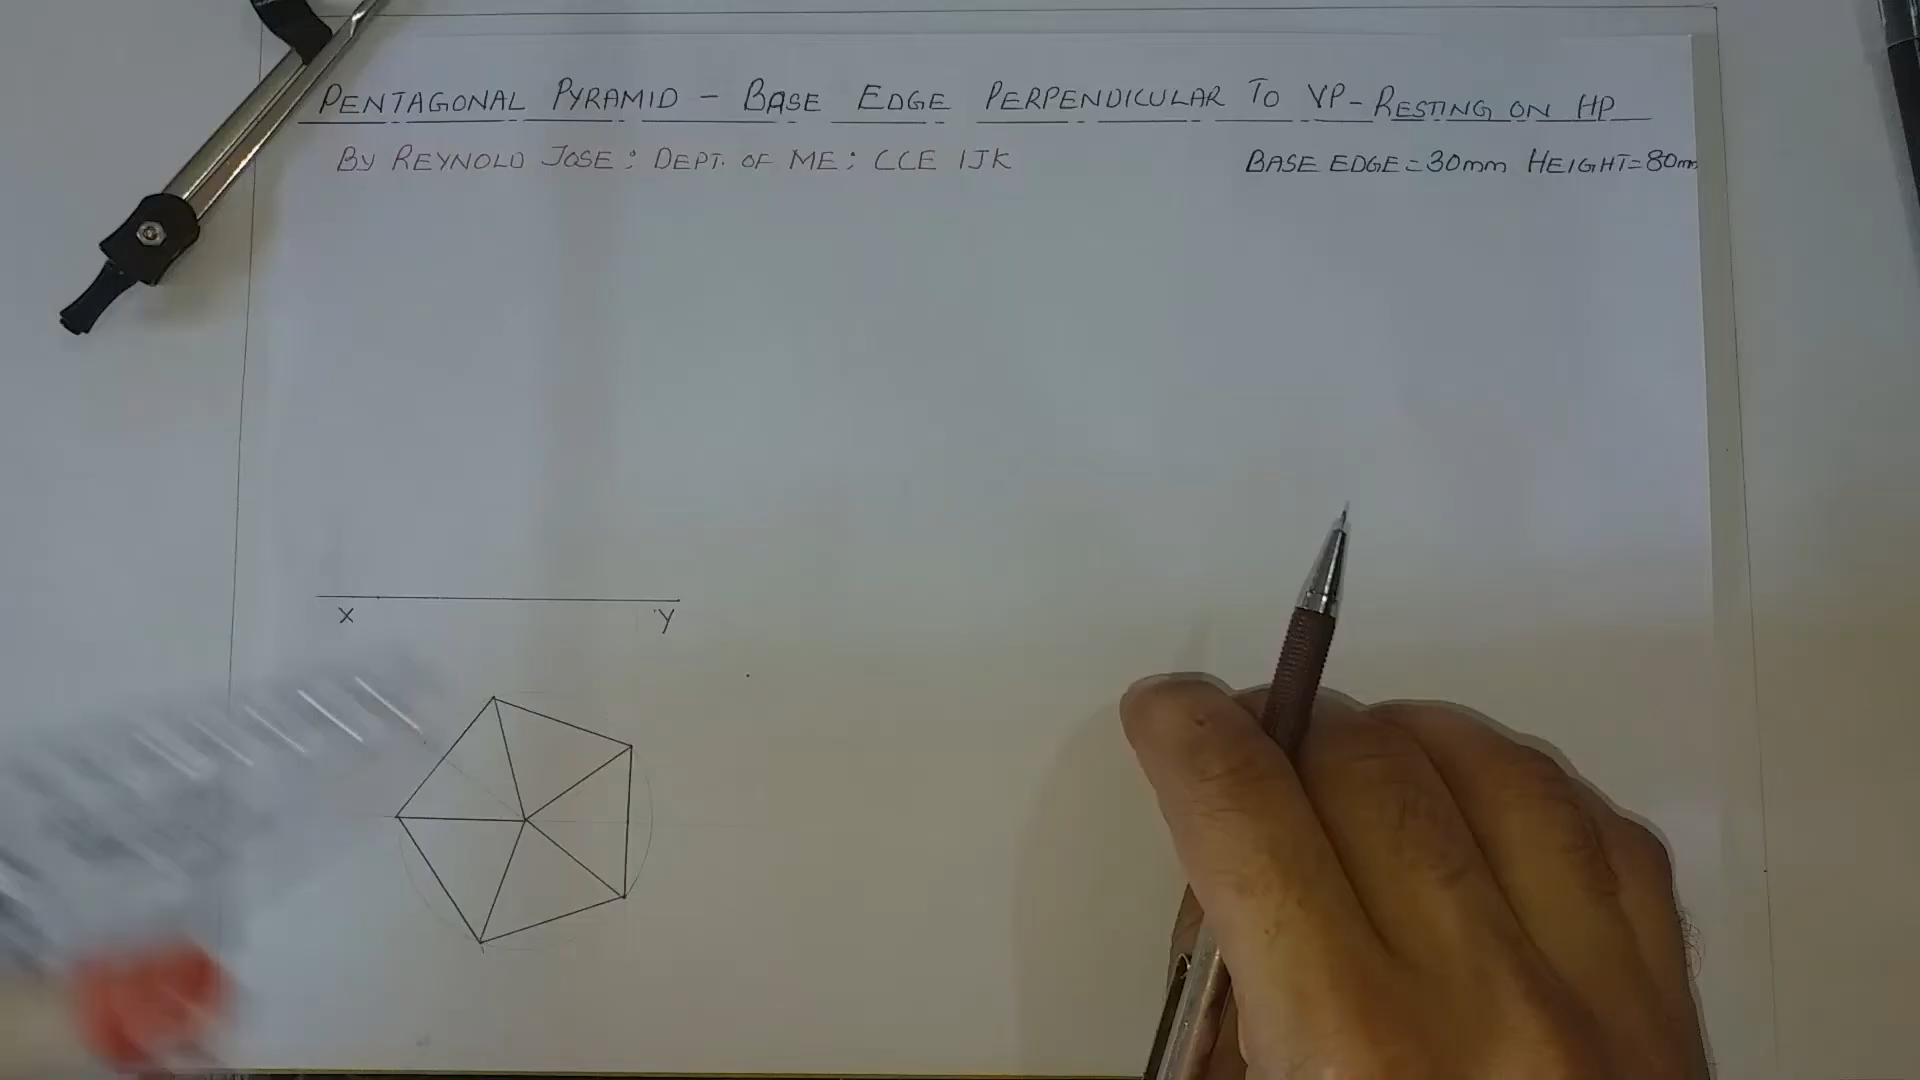 PENTAGONAL PYRAMID - BASE EDGE PERPENDICULAR TO VP - RESTING ON HP
BY REYNOLD JOSE : DEPT. OF ME : CCE IJK
BASE EDGE = 30mm HEIGHT = 80mm
X Y